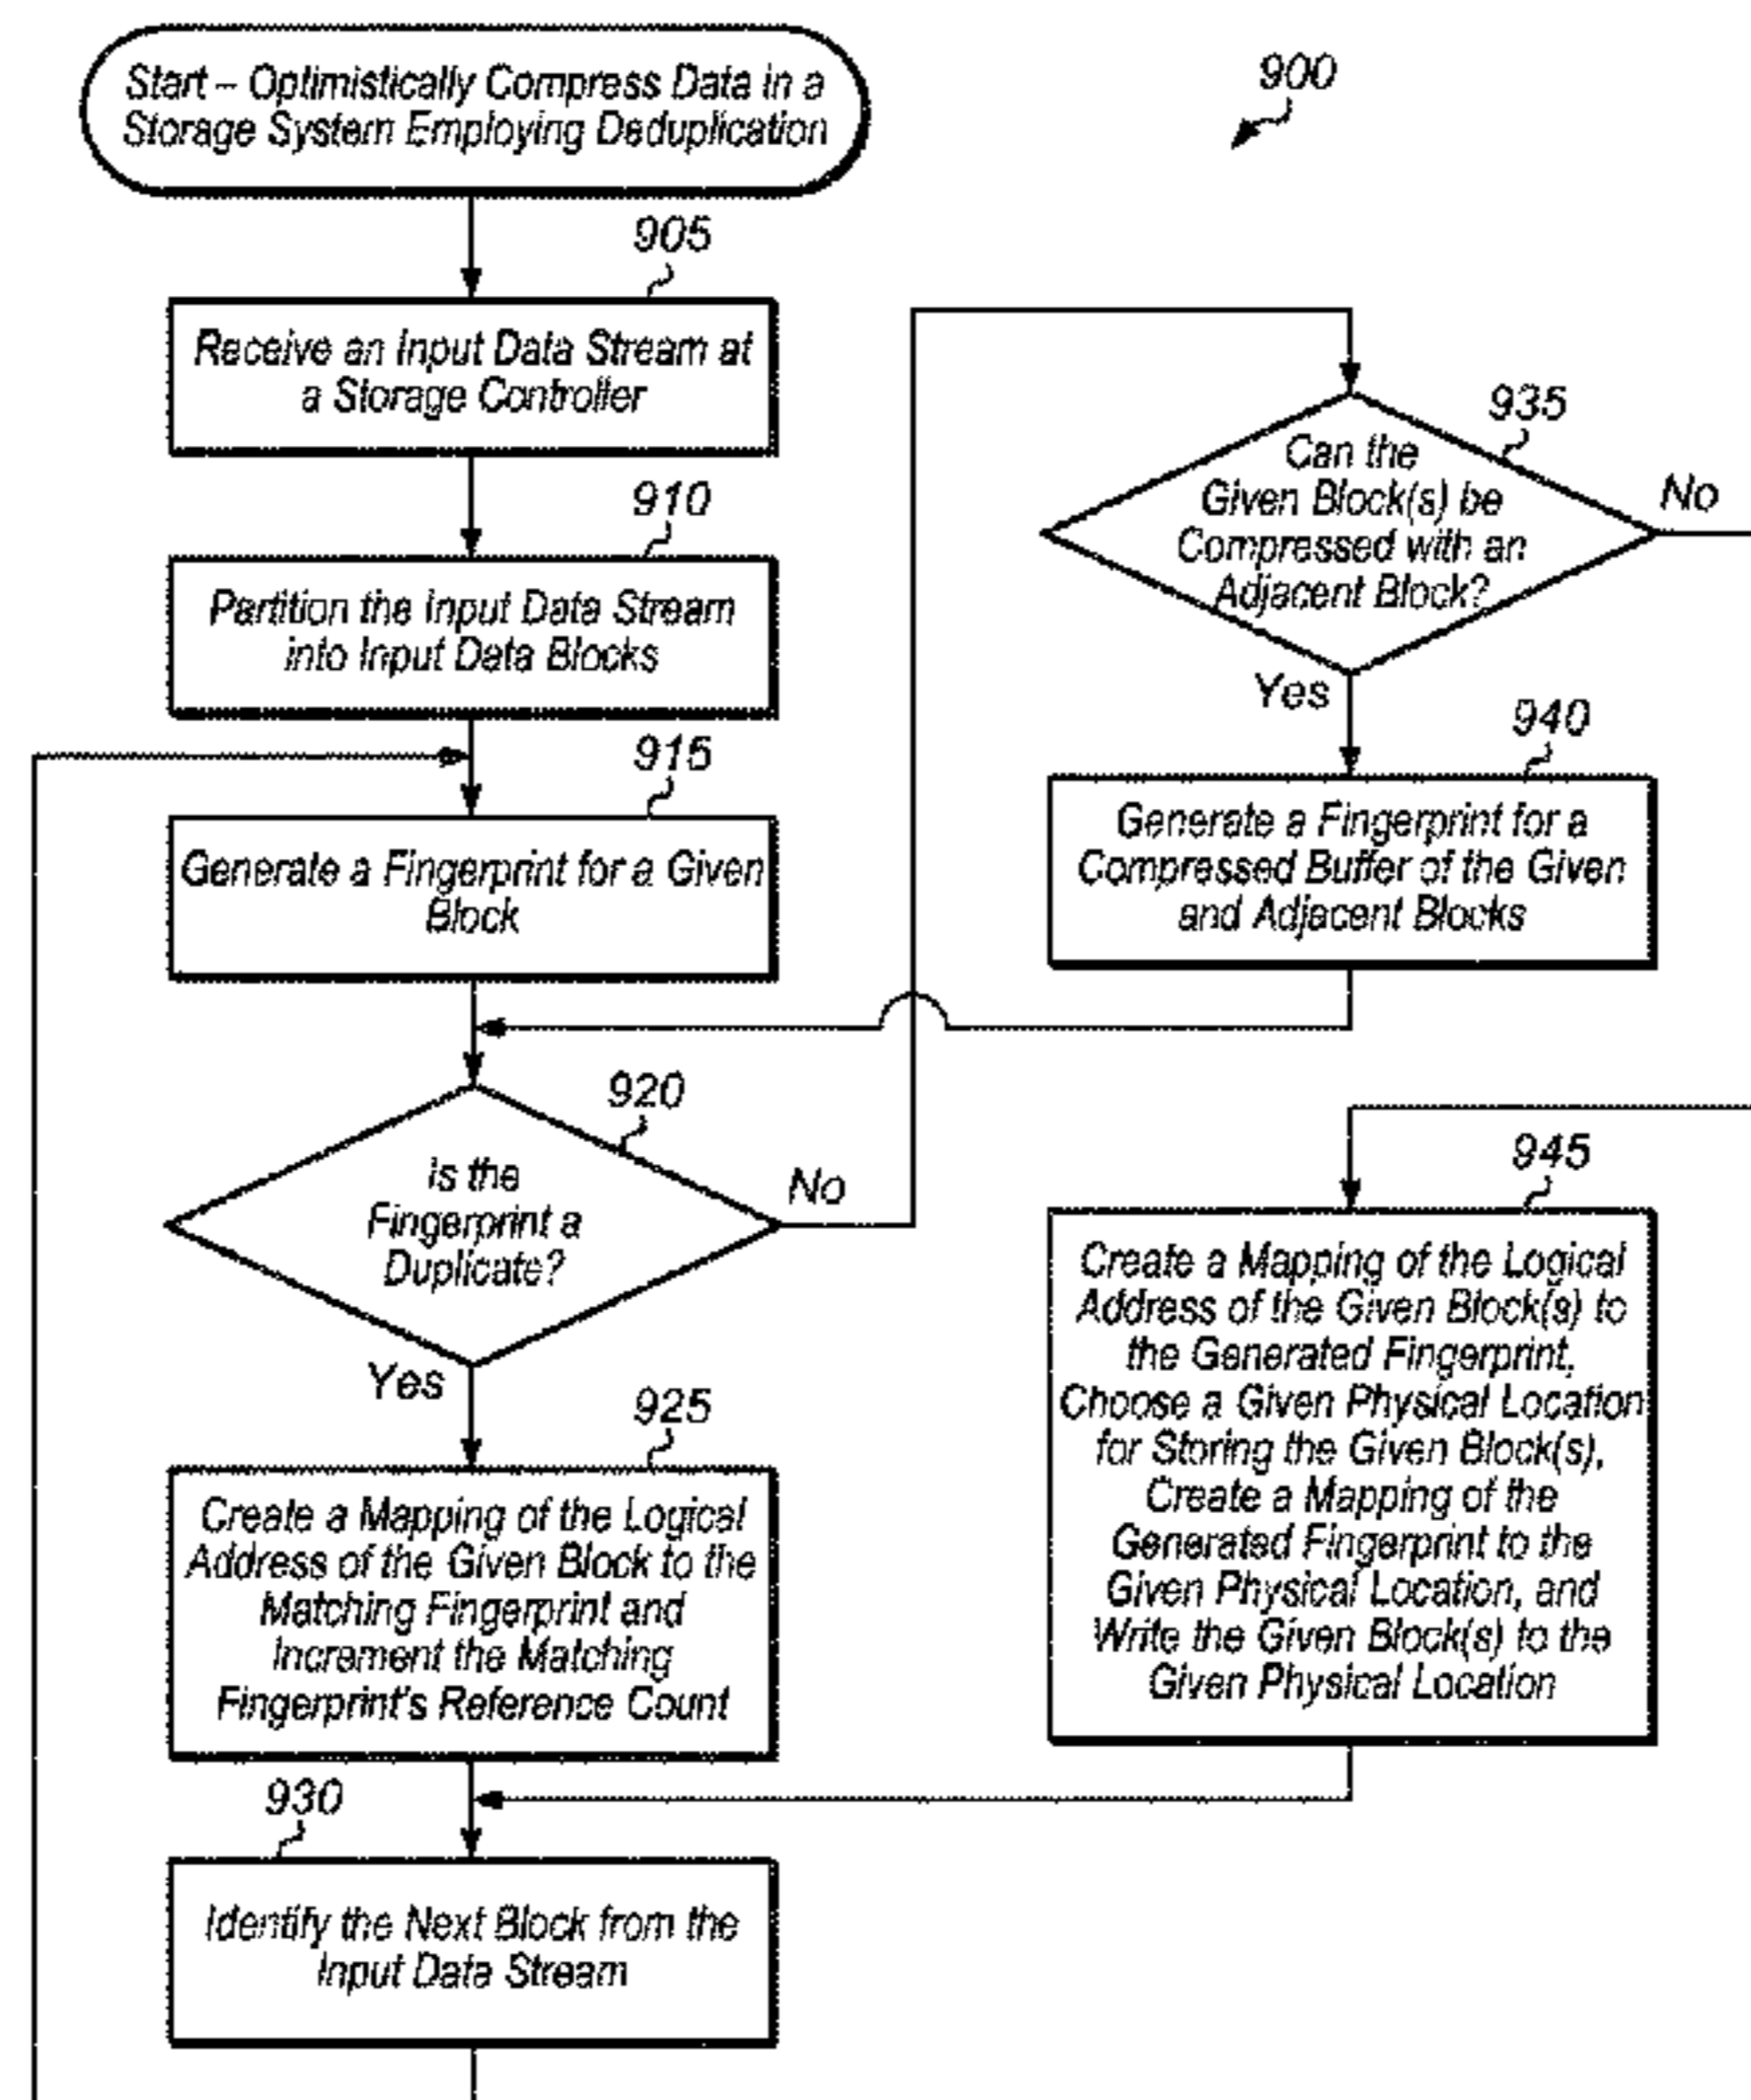 Start – Optimistically Compress Data in a
Storage System Employing Deduplication
900
905
Receive an Input Data Stream at
a Storage Controller
910
Partition the Input Data Stream
into Input Data Blocks
915
Generate a Fingerprint for a Given
Block
920
Is the
Fingerprint a
Duplicate?
No
Yes
925
Create a Mapping of the Logical
Address of the Given Block to the
Matching Fingerprint and
Increment the Matching
Fingerprint's Reference Count
930
Identify the Next Block from the
Input Data Stream
935
Can the
Given Block(s) be
Compressed with an
Adjacent Block?
No
Yes
940
Generate a Fingerprint for a
Compressed Buffer of the Given
and Adjacent Blocks
945
Create a Mapping of the Logical
Address of the Given Block(s) to
the Generated Fingerprint,
Choose a Given Physical Location
for Storing the Given Block(s),
Create a Mapping of the
Generated Fingerprint to the
Given Physical Location, and
Write the Given Block(s) to the
Given Physical Location